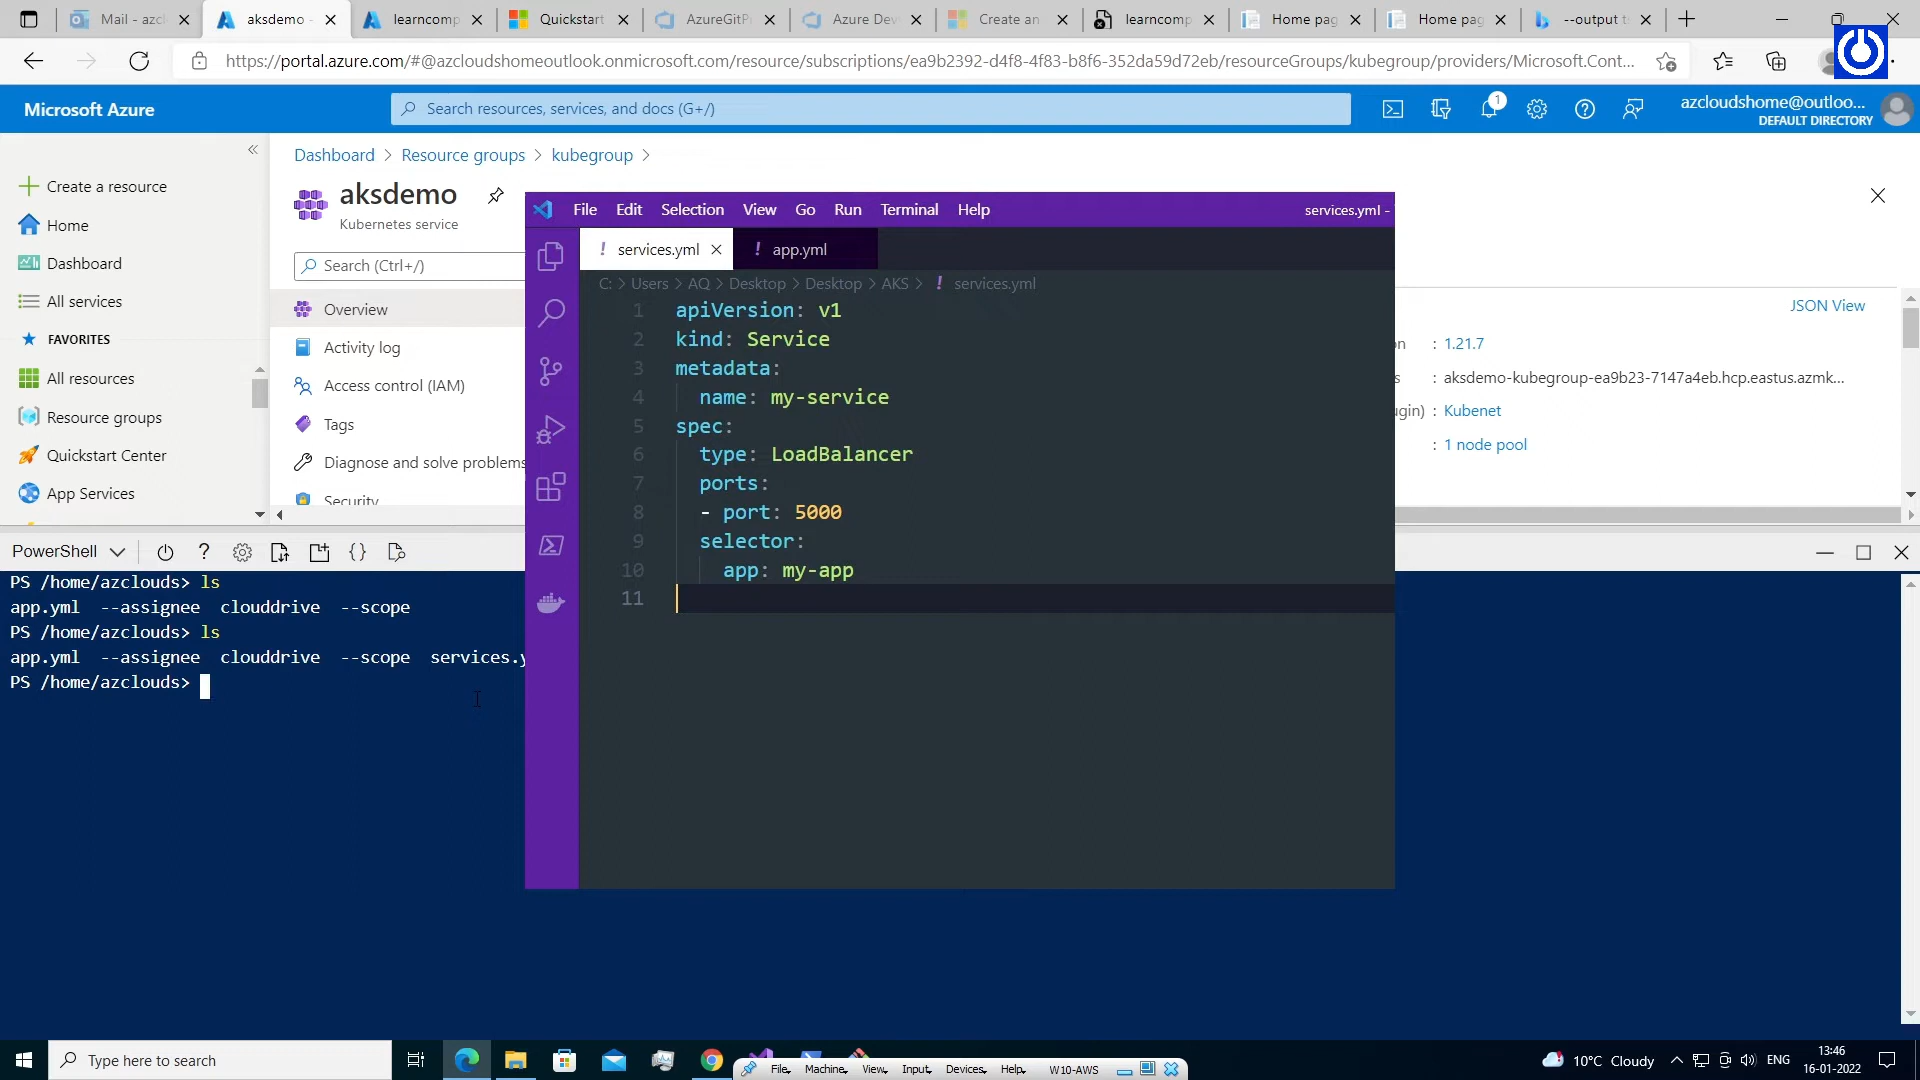 Mail - azcl
aksdemo -
learncomp
Quickstart
AzureGitPi
Azure Dev
Create an
learncomp
Home pag
Home pag
--output ts
https://portal.azure.com/#@azcloudshomeoutlook.onmicrosoft.com/resource/subscriptions/ea9b2392-d4f8-4f83-b8f6-352da59d72eb/resourceGroups/kubegroup/providers/Microsoft.Cont...
Microsoft Azure
Search resources, services, and docs (G+/)
1
azcloudshome@outloo...
DEFAULT DIRECTORY
«
Create a resource
Home
Dashboard
All services
FAVORITES
All resources
Resource groups
Quickstart Center
App Services
Dashboard > Resource groups > kubegroup >
aksdemo
Kubernetes service
Search (Ctrl+/)
Overview
Activity log
Access control (IAM)
Tags
Diagnose and solve problems
Security
JSON View
: 1.21.7
: aksdemo-kubegroup-ea9b23-7147a4eb.hcp.eastus.azmk...
ugin) : Kubenet
: 1 node pool
File Edit Selection View Go Run Terminal Help
services.yml -
! services.yml
! app.yml
C: > Users > AQ > Desktop > Desktop > AKS > ! services.yml
1 apiVersion: v1
2 kind: Service
3 metadata:
4 name: my-service
5 spec:
6 type: LoadBalancer
7 ports:
8 - port: 5000
9 selector:
10 app: my-app
11
PowerShell
PS /home/azclouds> ls
app.yml --assignee clouddrive --scope
PS /home/azclouds> ls
app.yml --assignee clouddrive --scope services.y
PS /home/azclouds>
Type here to search
File Machine View Input Devices Help W10-AWS
10°C Cloudy
ENG
13:46
16-01-2022